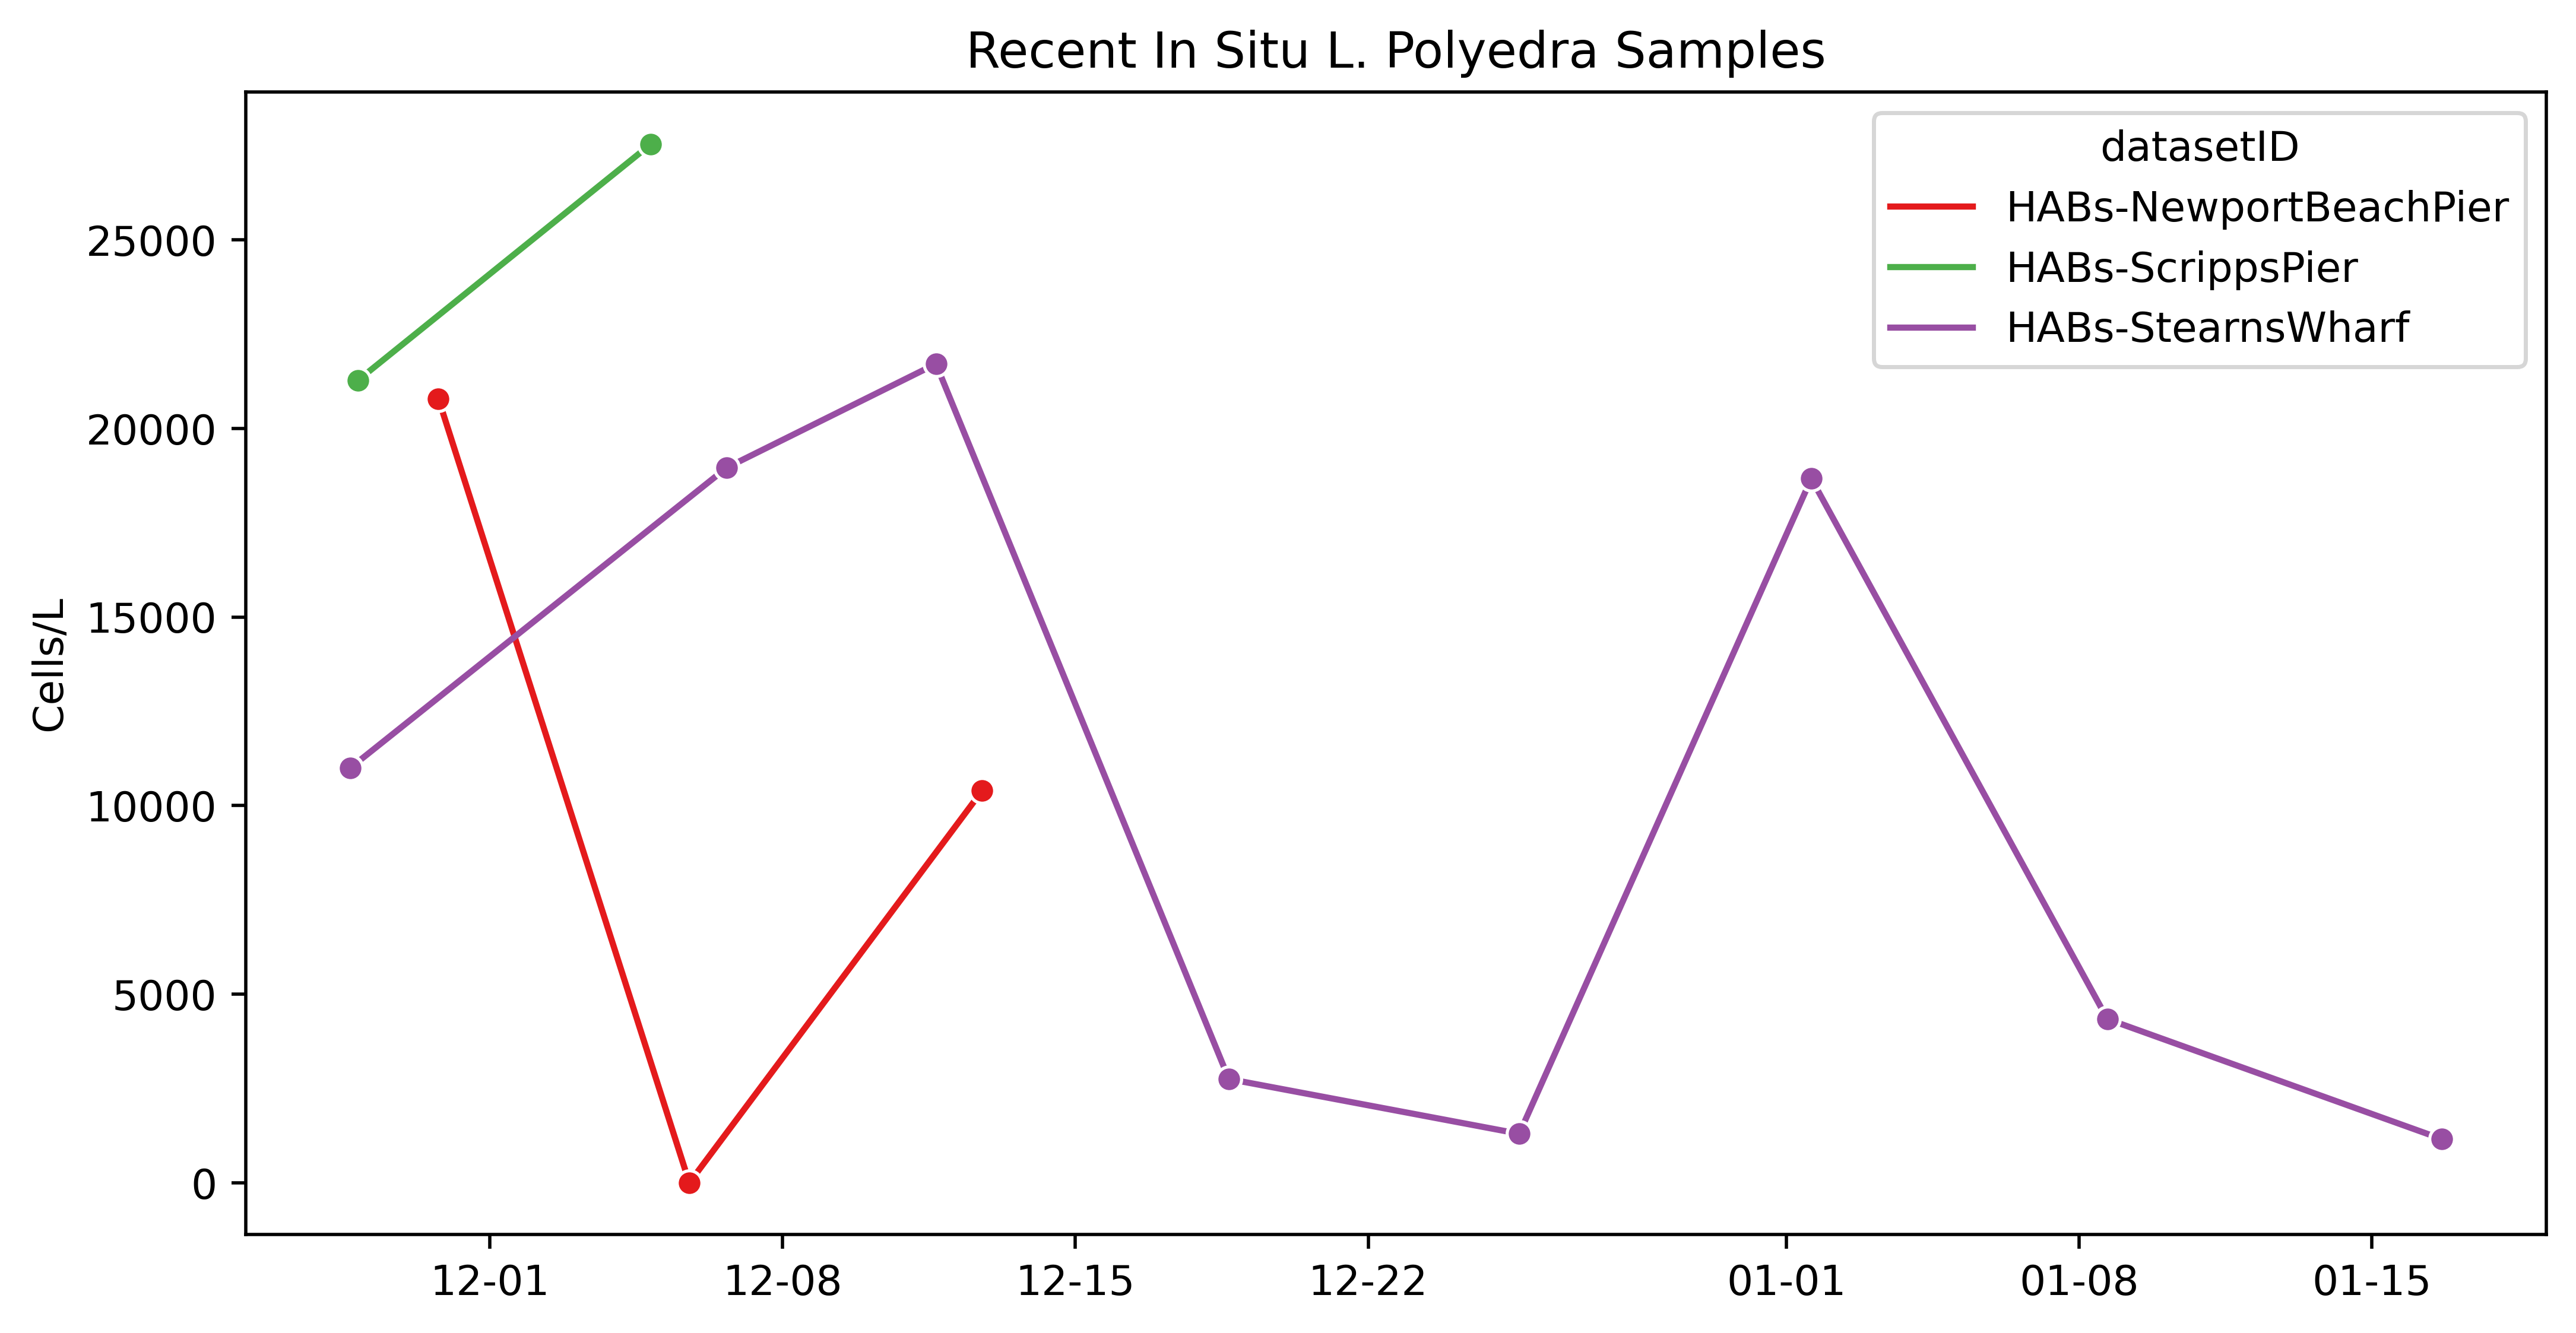 Recent In Situ L. Polyedra Samples
datasetID
HABs-NewportBeachPier
HABs-ScrippsPier
HABs-StearnsWharf
Cells/L
25000
20000
15000
10000
5000
0
12-01 12-08 12-15 12-22 01-01 01-08 01-15